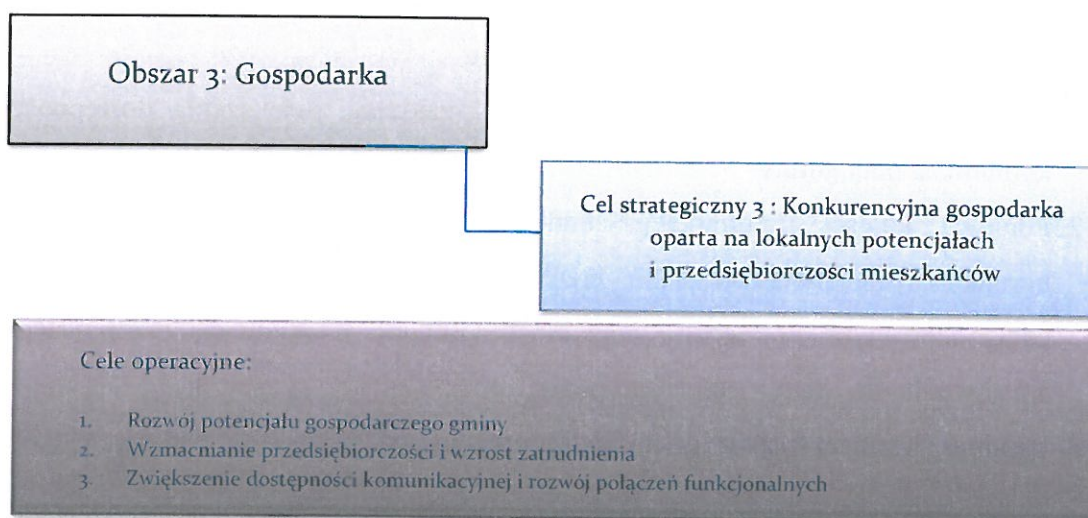 Obszar 3: Gospodarka
Cel strategiczny 3 : Konkurencyjna gospodarka
oparta na lokalnych potencjałach
i przedsiębiorczości mieszkańców
Cele operacyjne:
1. Rozwój potencjału gospodarczego gminy
2. Wzmacnianie przedsiębiorczości i wzrost zatrudnienia
3. Zwiększenie dostępności komunikacyjnej i rozwój połączeń funkcjonalnych